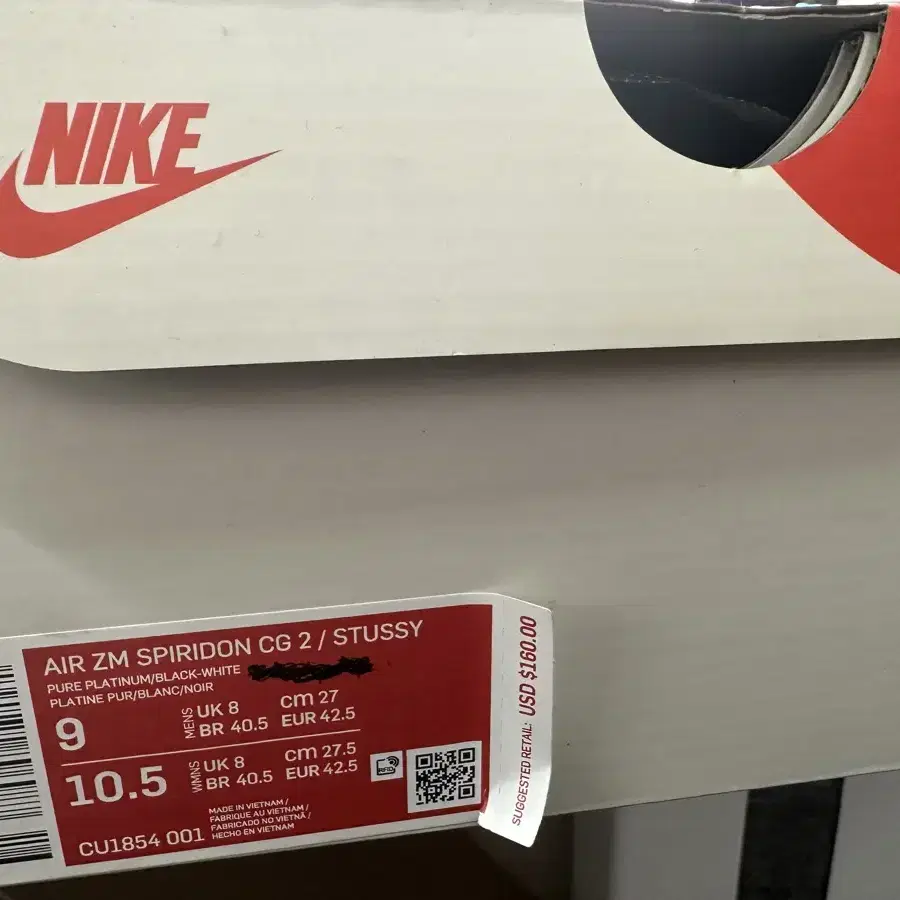 NIKE
AIR ZM SPIRIDON CG 2 / STUSSY
PURE PLATINUM/BLACK-WHITE
PLATINE PUR/BLANC/NOIR
9
MENS
UK 8
cm 27
BR 40.5
EUR 42.5
10.5
WMNS
UK 8
cm 27.5
BR 40.5
EUR 42.5
RFID
MADE IN VIETNAM /
FABRIQUE AU VIETNAM /
FABRICADO NO VIETNÃ /
HECHO EN VIETNAM
CU1854 001
SUGGESTED RETAIL: USD $160.00